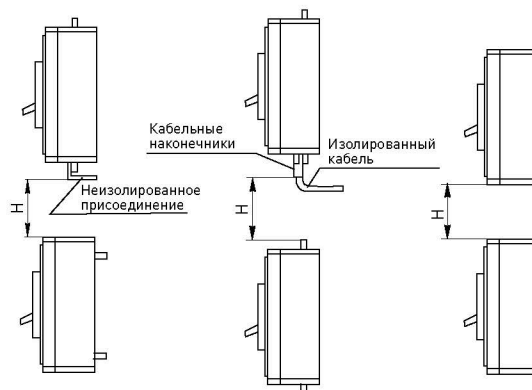 Кабельные
наконечники
Изолированный
кабель
Неизолированное
присоединение
H
H
H